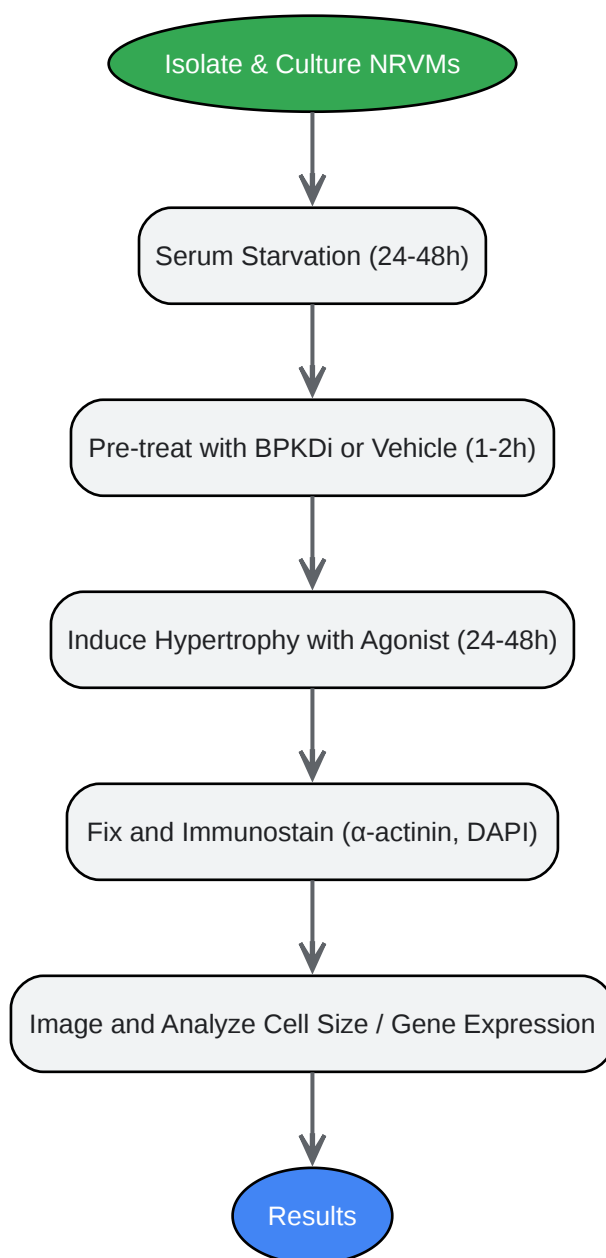 Isolate & Culture NRVMs
Serum Starvation (24-48h)
Pre-treat with BPKDi or Vehicle (1-2h)
Induce Hypertrophy with Agonist (24-48h)
Fix and Immunostain (α-actinin, DAPI)
Image and Analyze Cell Size / Gene Expression
Results